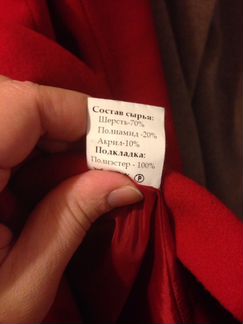 Состав сырья:
Шерсть-70%
Полиамид -20%
Акрил-10%
Подкладка:
Полиэстер - 100%
P